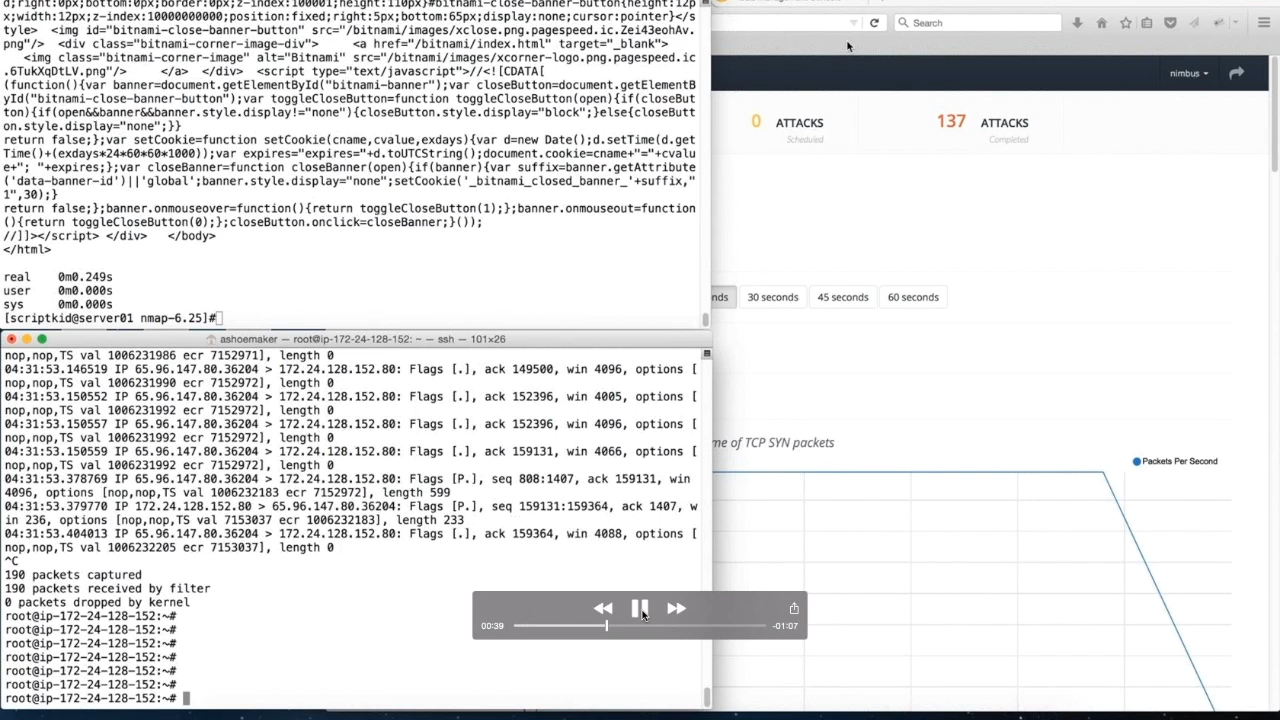 d;right:0px;bottom:0px;border:0px;z-index:100001;height:110px}#bitnami-close-banner-button{height:12p
x;width:12px;z-index:10000000000;position:fixed;right:5px;bottom:65px;display:none;cursor:pointer}</s
tyle>   <img id="bitnami-close-banner-button" src="/bitnami/images/xclose.png.pagespeed.ic.Zei43eohAv.
png"/>   <div class="bitnami-corner-image-div">     <a href="/bitnami/index.html" target="_blank">
   <img class="bitnami-corner-image" alt="Bitnami" src="/bitnami/images/xcorner-logo.png.pagespeed.ic
.6TukXqDtLV.png"/>     </a>  </div>  <script type="text/javascript">//<![CDATA[
(function(){var banner=document.getElementById("bitnami-banner");var closeButton=document.getElementB
yId("bitnami-close-banner-button");var toggleCloseButton=function toggleCloseButton(open){if(closeBut
ton){if(open&&banner&&banner.style.display!="none"){closeButton.style.display="block";}else{closeButt
on.style.display="none";}}
return false;};var setCookie=function setCookie(cname,cvalue,exdays){var d=new Date();d.setTime(d.get
Time()+(exdays*24*60*60*1000));var expires="expires="+d.toUTCString();document.cookie=cname+"="+cvalu
e+"; "+expires;};var closeBanner=function closeBanner(open){if(banner){var suffix=banner.getAttribute
('data-banner-id')||'global';banner.style.display="none";setCookie('_bitnami_closed_banner_'+suffix,"
1",30);}
return false;};banner.onmouseover=function(){return toggleCloseButton(1);};banner.onmouseout=function
(){return toggleCloseButton(0);};closeButton.onclick=closeBanner;}());
//]]></script> </div>   </body>
</html>
real    0m0.249s
user    0m0.000s
sys     0m0.000s
[scriptkid@server01 nmap-6.25]#
ashoemaker — root@ip-172-24-128-152: ~ — ssh — 101×26
nop,nop,TS val 1006231986 ecr 7152971], length 0
04:31:53.146519 IP 65.96.147.80.36204 > 172.24.128.152.80: Flags [.], ack 149500, win 4096, options [
nop,nop,TS val 1006231990 ecr 7152972], length 0
04:31:53.150552 IP 65.96.147.80.36204 > 172.24.128.152.80: Flags [.], ack 152396, win 4005, options [
nop,nop,TS val 1006231992 ecr 7152972], length 0
04:31:53.150557 IP 65.96.147.80.36204 > 172.24.128.152.80: Flags [.], ack 152396, win 4096, options [
nop,nop,TS val 1006231992 ecr 7152972], length 0
04:31:53.150559 IP 65.96.147.80.36204 > 172.24.128.152.80: Flags [.], ack 159131, win 4066, options [
nop,nop,TS val 1006231992 ecr 7152972], length 0
04:31:53.378769 IP 65.96.147.80.36204 > 172.24.128.152.80: Flags [P.], seq 808:1407, ack 159131, win
4096, options [nop,nop,TS val 1006232183 ecr 7152972], length 599
04:31:53.379770 IP 172.24.128.152.80 > 65.96.147.80.36204: Flags [P.], seq 159131:159364, ack 1407, w
in 236, options [nop,nop,TS val 7153037 ecr 1006232183], length 233
04:31:53.404013 IP 65.96.147.80.36204 > 172.24.128.152.80: Flags [.], ack 159364, win 4088, options [
nop,nop,TS val 1006232205 ecr 7153037], length 0
^C
190 packets captured
190 packets received by filter
0 packets dropped by kernel
root@ip-172-24-128-152:~#
root@ip-172-24-128-152:~#
root@ip-172-24-128-152:~#
root@ip-172-24-128-152:~#
root@ip-172-24-128-152:~#
root@ip-172-24-128-152:~#
root@ip-172-24-128-152:~#
Search
nimbus
0 ATTACKS
Scheduled
137 ATTACKS
Completed
nds
30 seconds
45 seconds
60 seconds
me of TCP SYN packets
Packets Per Second
00:39
-01:07